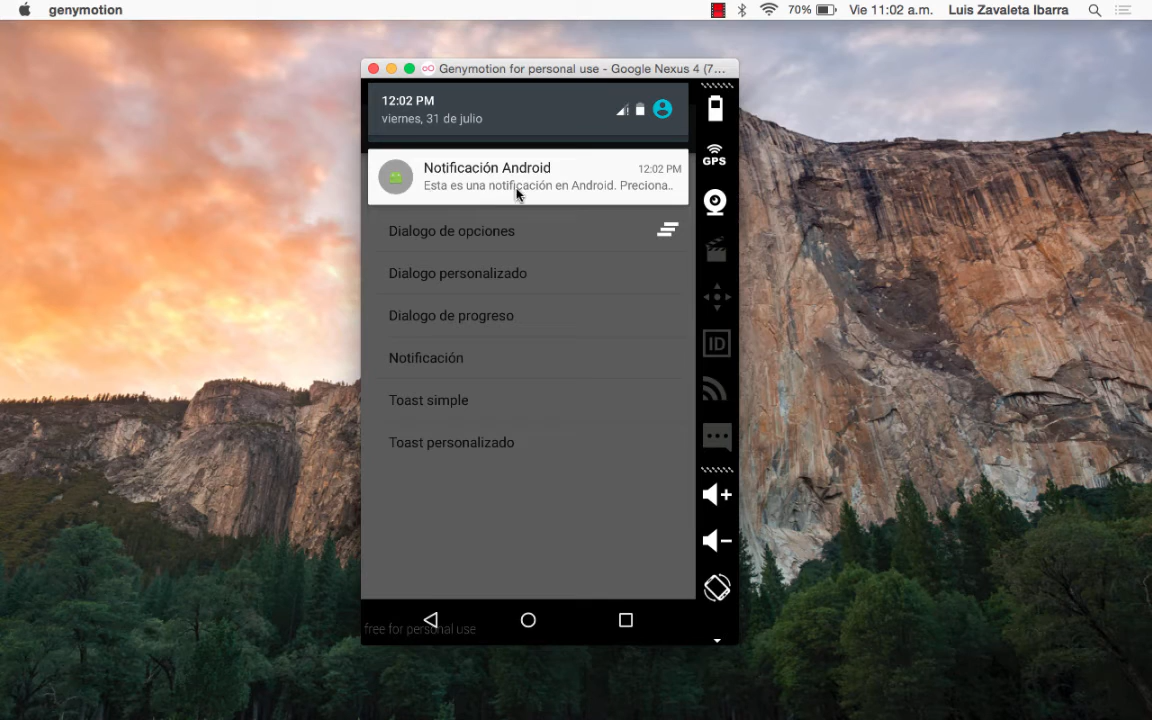 genymotion 70% Vie 11:02 a.m. Luis Zavaleta Ibarra
Genymotion for personal use - Google Nexus 4 (7...
12:02 PM
viernes, 31 de julio
Notificación Android 12:02 PM
Esta es una notificación en Android. Preciona..
GPS
Dialogo de opciones
Dialogo personalizado
Dialogo de progreso
ID
Notificación
Toast simple
Toast personalizado
free for personal use